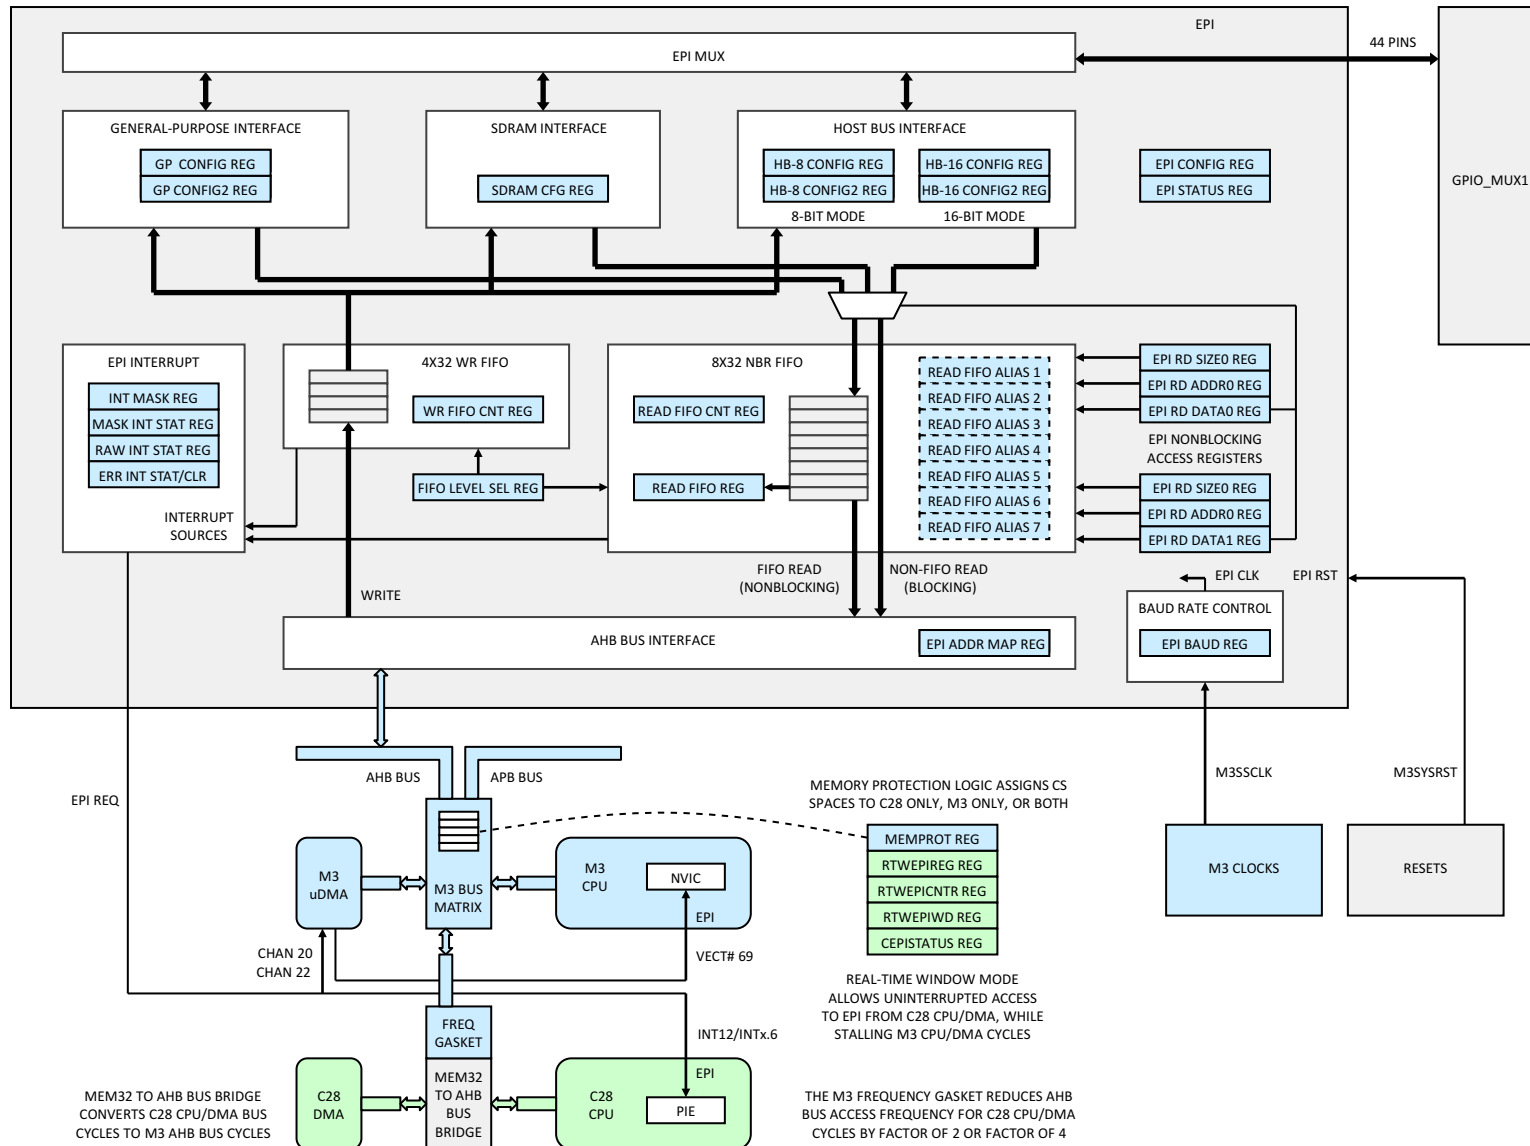 EPI
44 PINS
EPI MUX
GPIO_MUX1
GENERAL-PURPOSE INTERFACE
GP CONFIG REG
GP CONFIG2 REG
SDRAM INTERFACE
SDRAM CFG REG
HOST BUS INTERFACE
HB-8 CONFIG REG
HB-8 CONFIG2 REG
8-BIT MODE
HB-16 CONFIG REG
HB-16 CONFIG2 REG
16-BIT MODE
EPI CONFIG REG
EPI STATUS REG
EPI INTERRUPT
INT MASK REG
MASK INT STAT REG
RAW INT STAT REG
ERR INT STAT/CLR
INTERRUPT
SOURCES
4X32 WR FIFO
WR FIFO CNT REG
FIFO LEVEL SEL REG
8X32 NBR FIFO
READ FIFO CNT REG
READ FIFO REG
READ FIFO ALIAS 1
READ FIFO ALIAS 2
READ FIFO ALIAS 3
READ FIFO ALIAS 4
READ FIFO ALIAS 5
READ FIFO ALIAS 6
READ FIFO ALIAS 7
EPI RD SIZE0 REG
EPI RD ADDR0 REG
EPI RD DATA0 REG
EPI NONBLOCKING
ACCESS REGISTERS
EPI RD SIZE0 REG
EPI RD ADDR0 REG
EPI RD DATA1 REG
WRITE
FIFO READ
(NONBLOCKING)
NON-FIFO READ
(BLOCKING)
EPI CLK
EPI RST
BAUD RATE CONTROL
EPI BAUD REG
AHB BUS INTERFACE
EPI ADDR MAP REG
AHB BUS
APB BUS
EPI REQ
M3SSCLK
M3SYSRST
MEMORY PROTECTION LOGIC ASSIGNS CS
SPACES TO C28 ONLY, M3 ONLY, OR BOTH
MEMPROT REG
RTWEPIREG REG
RTWEPICNTR REG
RTWEPIWD REG
CEPISTATUS REG
M3 CLOCKS
RESETS
M3
uDMA
M3 BUS
MATRIX
M3
CPU
NVIC
EPI
CHAN 20
CHAN 22
VECT# 69
REAL-TIME WINDOW MODE
ALLOWS UNINTERRUPTED ACCESS
TO EPI FROM C28 CPU/DMA, WHILE
STALLING M3 CPU/DMA CYCLES
FREQ
GASKET
INT12/INTx.6
MEM32 TO AHB BUS BRIDGE
CONVERTS C28 CPU/DMA BUS
CYCLES TO M3 AHB BUS CYCLES
C28
DMA
MEM32
TO AHB
BUS
BRIDGE
C28
CPU
EPI
PIE
THE M3 FREQUENCY GASKET REDUCES AHB
BUS ACCESS FREQUENCY FOR C28 CPU/DMA
CYCLES BY FACTOR OF 2 OR FACTOR OF 4